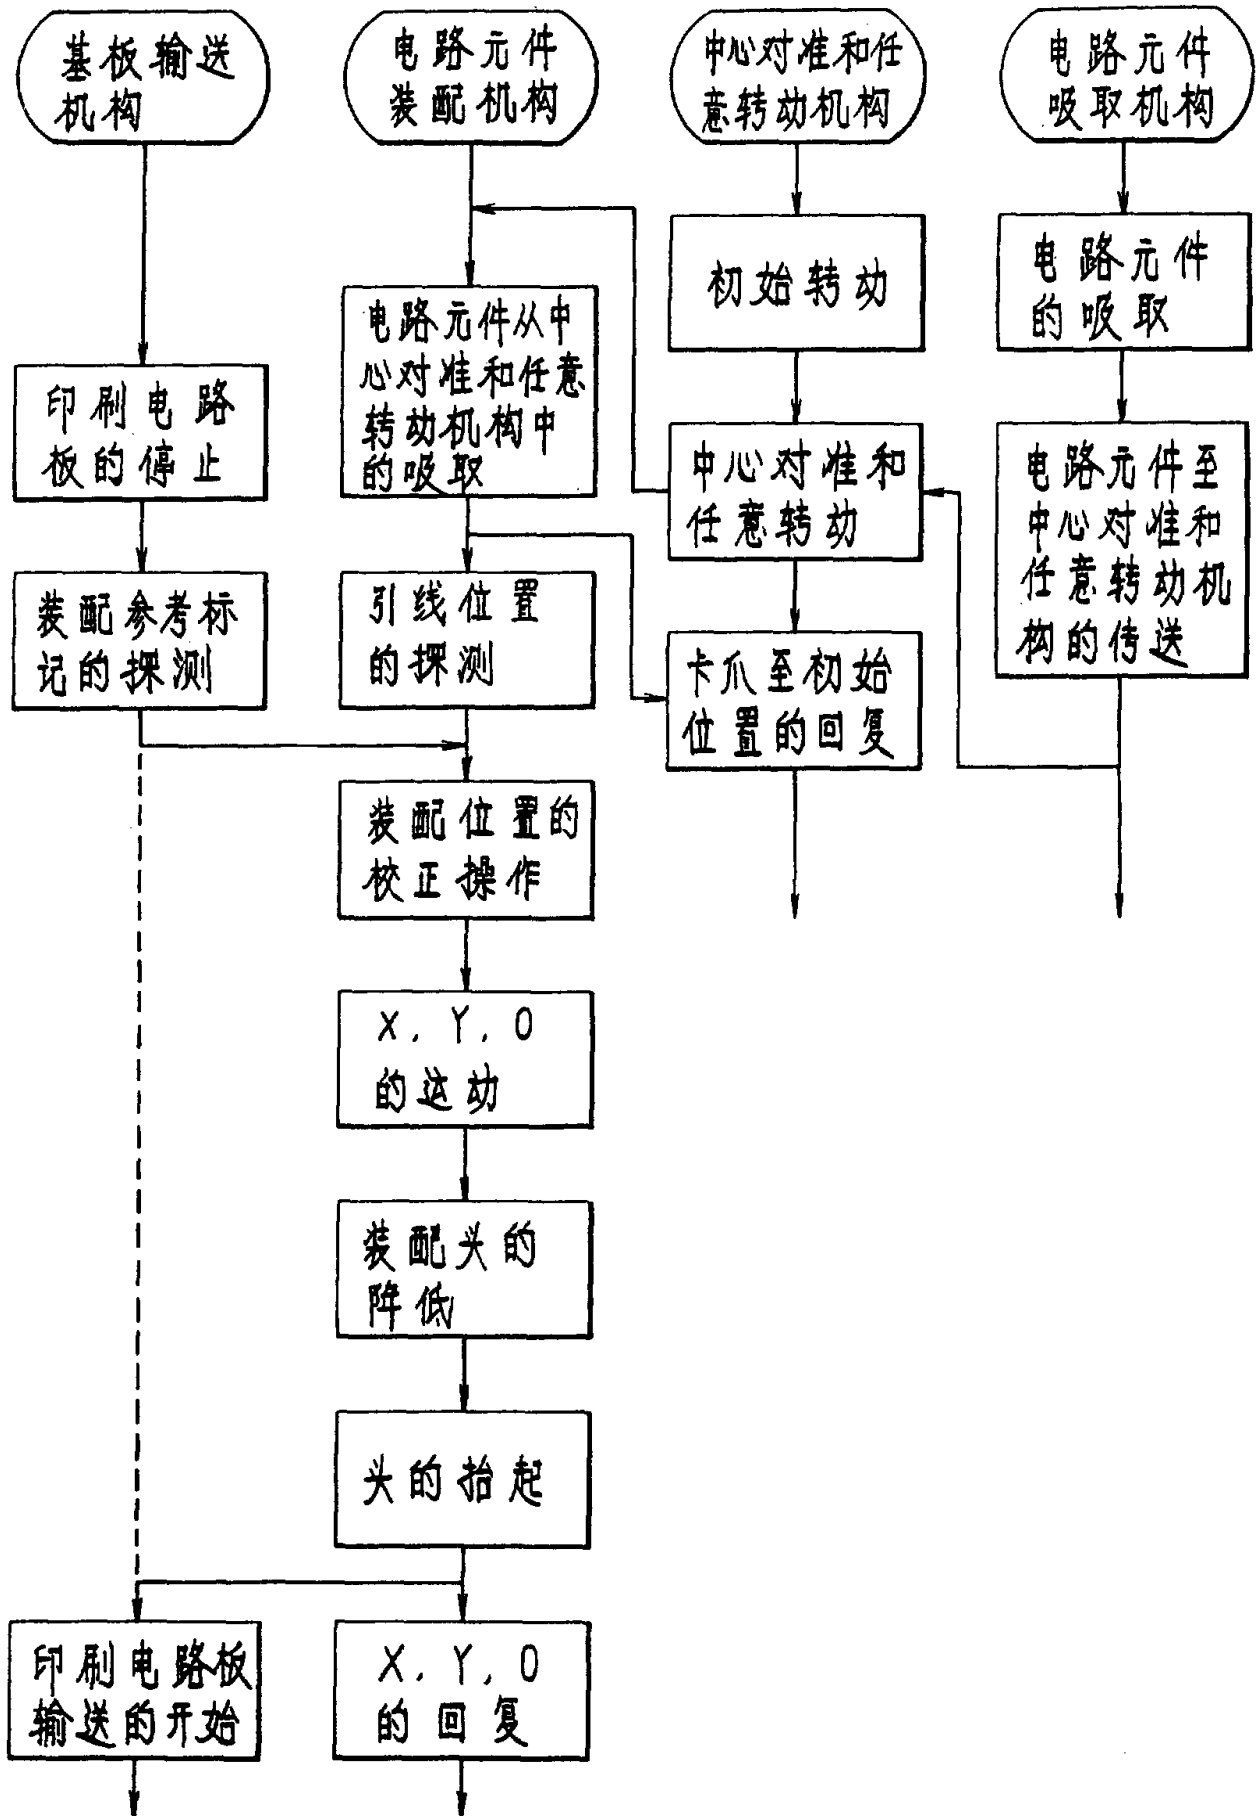 基板输送
机构
电路元件
装配机构
中心对准和任
意转动机构
电路元件
吸取机构
印刷电路
板的停止
装配参考标
记的探测
印刷电路板
输送的开始
电路元件从中
心对准和任意
转动机构中
的吸取
引线位置
的探测
装配位置的
校正操作
X, Y, O
的运动
装配头的
降低
头的抬起
X, Y, O
的回复
初始转动
中心对准和
任意转动
卡爪至初始
位置的回复
电路元件
的吸取
电路元件至
中心对准和
任意转动机
构的传送